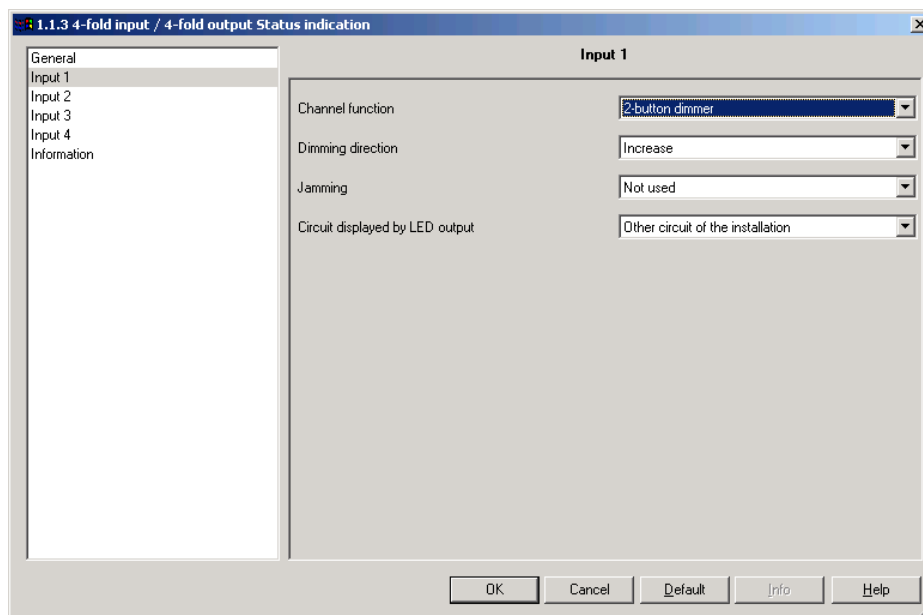 1.1.3 4-fold input / 4-fold output Status indication
General
Input 1
Input 2
Input 3
Input 4
Information
Input 1
Channel function 2-button dimmer
Dimming direction Increase
Jamming Not used
Circuit displayed by LED output Other circuit of the installation
OK Cancel Default Info Help